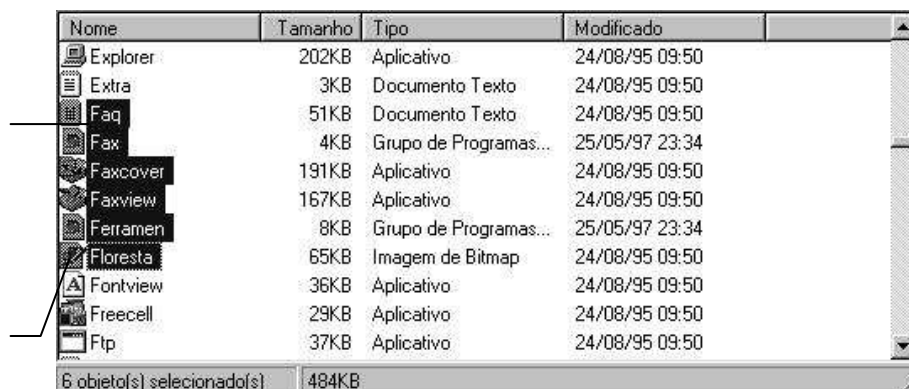 Nome Tamanho Tipo Modificado
Explorer 202KB Aplicativo 24/08/95 09:50
Extra 3KB Documento Texto 24/08/95 09:50
Faq 51KB Documento Texto 24/08/95 09:50
Fax 4KB Grupo de Programas... 25/05/97 23:34
Faxcover 191KB Aplicativo 24/08/95 09:50
Faxview 167KB Aplicativo 24/08/95 09:50
Ferramen 8KB Grupo de Programas... 25/05/97 23:34
Floresta 65KB Imagem de Bitmap 24/08/95 09:50
Fontview 36KB Aplicativo 24/08/95 09:50
Freecell 29KB Aplicativo 24/08/95 09:50
Ftp 37KB Aplicativo 24/08/95 09:50
6 objeto(s) selecionado(s) 484KB